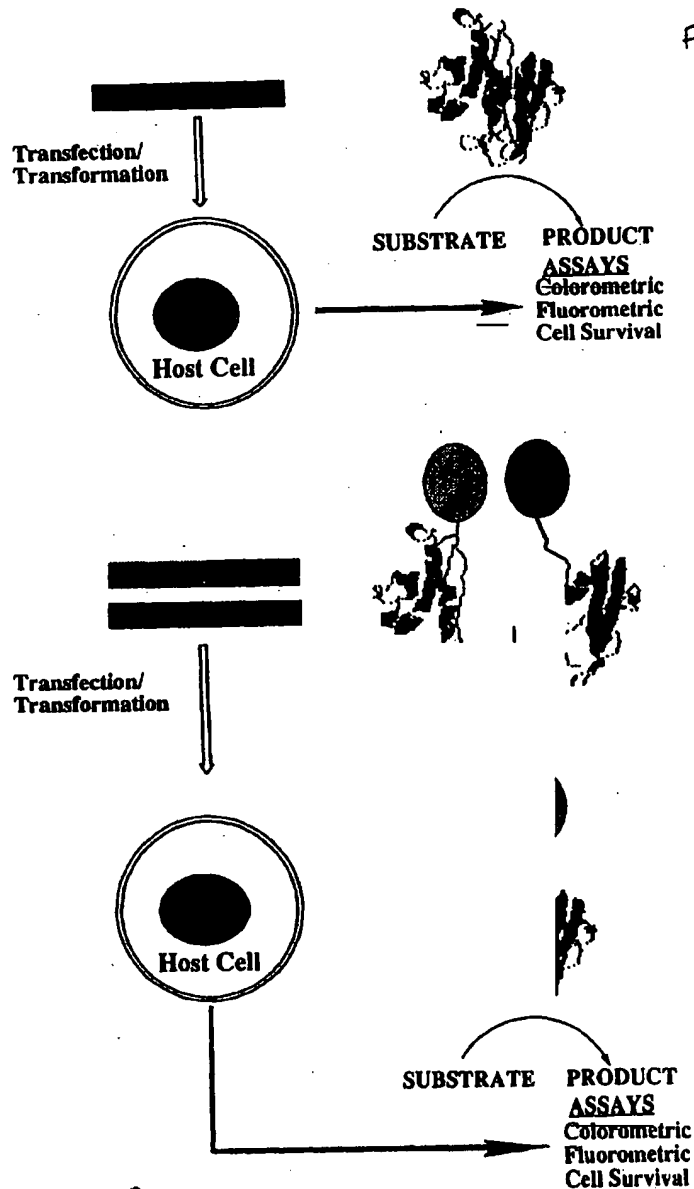 F
Transfection/
Transformation
SUBSTRATE PRODUCT
ASSAYS
Colorometric
Fluorometric
Cell Survival
Host Cell
Transfection/
Transformation
Host Cell
SUBSTRATE PRODUCT
ASSAYS
Colorometric
Fluorometric
Cell Survival